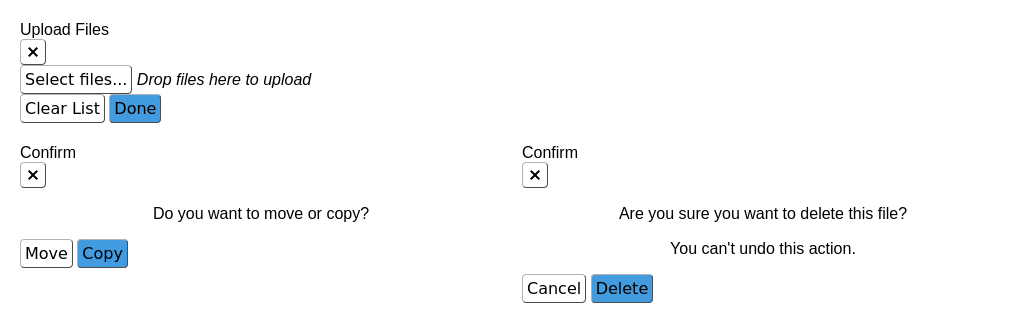 Upload Files
×
Select files... Drop files here to upload
Clear List Done
Confirm
×
Do you want to move or copy?
Move Copy
Confirm
×
Are you sure you want to delete this file?
You can't undo this action.
Cancel Delete